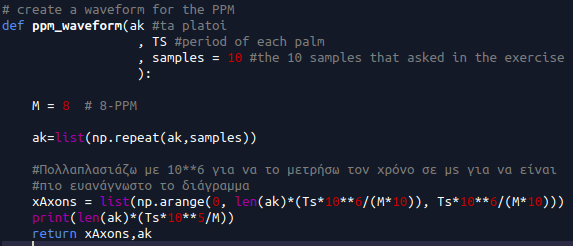 # create a waveform for the PPM
def ppm_waveform(ak #ta platoi
, TS #period of each palm
, samples = 10 #the 10 samples that asked in the exercise
):
M = 8 # 8-PPM
ak=list(np.repeat(ak,samples))
#Πολλαπλασιάζω με 10**6 για να το μετρήσω τον χρόνο σε μs για να είναι
#πιο ευανάγνωστο το διάγραμμα
xAxons = list(np.arange(0, len(ak)*(Ts*10**6/(M*10)), Ts*10**6/(M*10)))
print(len(ak)*(Ts*10**5/M))
return xAxons,ak